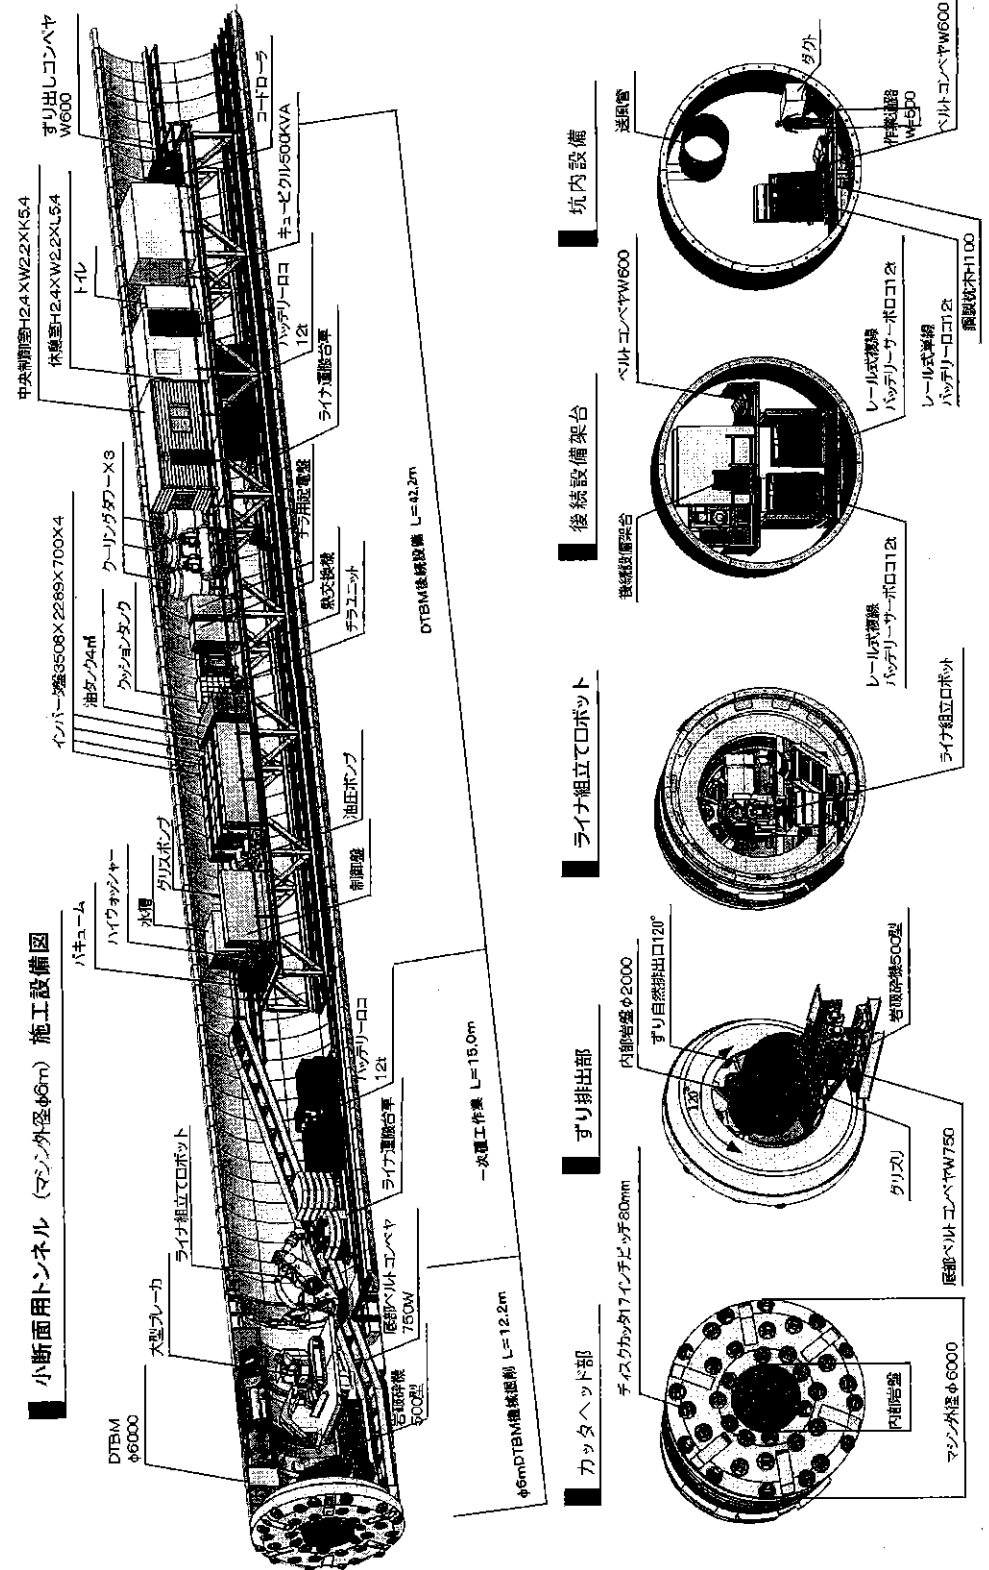 小断面用トンネル (マシン外径φ6m) 施工設備図
DTBM
φ6000
大型ブレーカ
ライナ組立てロボット
バキューム
ハイウォッシャー
水槽
グリスポンプ
インバータ盤3508×2289×700×4
油タンク4㎥
クッションタンク
クーリングタワー×3
中央制御室H2.4×W2.2×K5.4
休憩室H2.4×W2.2×L5.4
トイレ
ずり出しコンベヤ
W600
岩破砕機
500型
底部ベルトコンベヤ
750W
ライナ運搬台車
バッテリーロコ
12t
制御盤
油圧ポンプ
テラユニット
熱交換機
テラ用配電盤
ライナ運搬台車
バッテリーロコ
12t
キュービクル500KVA
コードローラ
φ6mDTBM機械掘削 L=12.2m
一次覆工作業 L=15.0m
DTBM後続設備 L=42.2m
カッタヘッド部
ディスクカッタ17インチピッチ80mm
内部岩盤
マシン外径φ6000
ずり排出部
内部岩盤φ2000
ずり自然排出口120°
120°
グリズリ
岩破砕機500型
底部ベルトコンベヤW750
ライナ組立てロボット
ライナ組立ロボット
後続設備架台
後続設備架台
ベルトコンベヤW600
レール式複線
バッテリーサーボロコ12t
レール式複線
バッテリーサーボロコ12t
坑内設備
送風管
ダクト
作業通路
W=500
ベルトコンベヤW600
レール式単線
バッテリーロコ12t
鋼製枕木H100